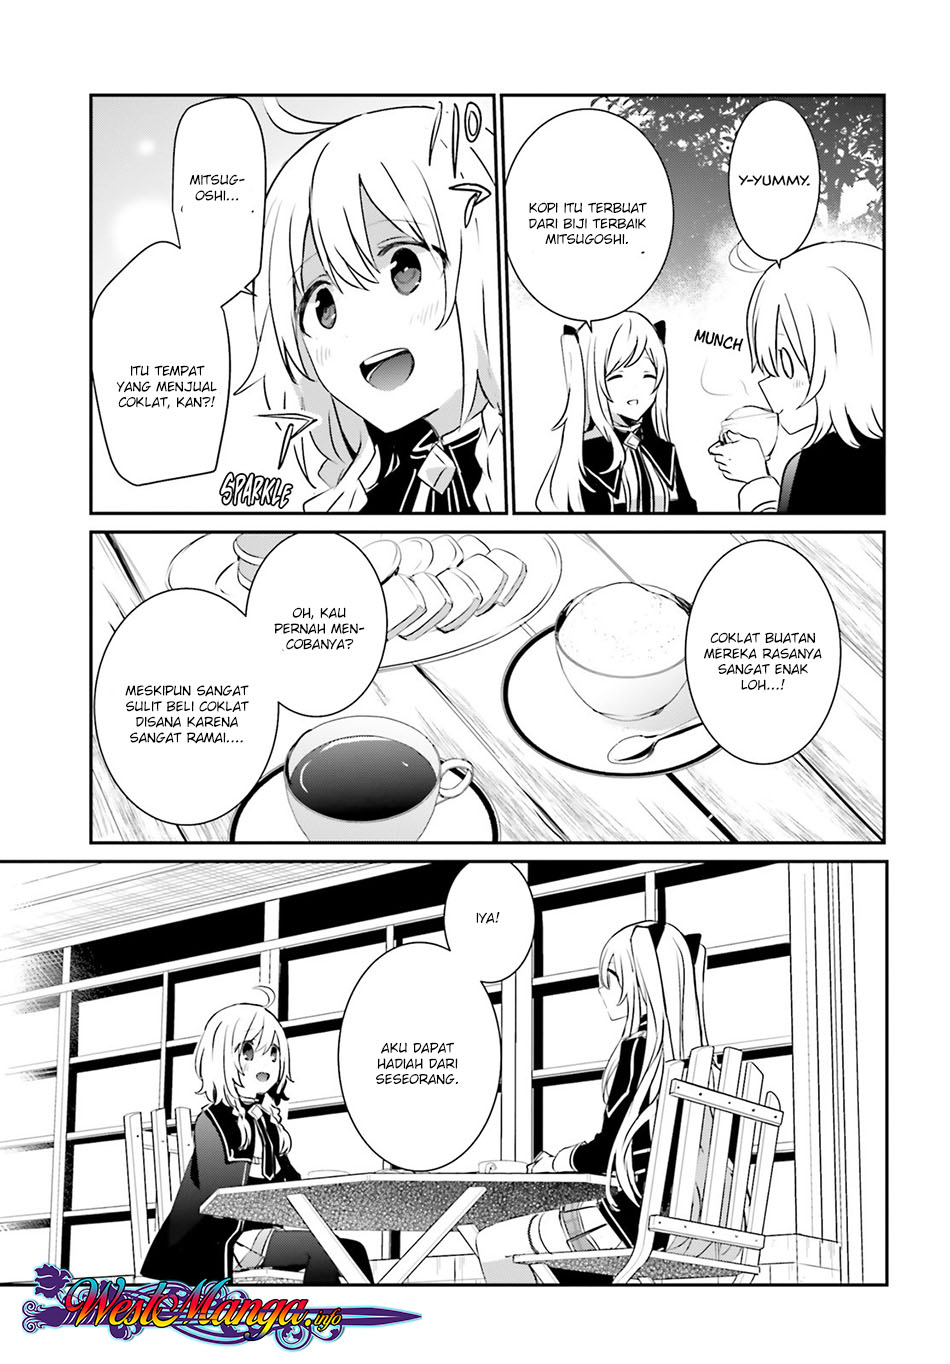 Y-YUMMY.
KOPI ITU TERBUAT
DARI BIJI TERBAIK
MITSUGOSHI.
MUNCH
MITSUG-
OSHI...
ITU TEMPAT
YANG MENJUAL
COKLAT, KAN?!
SPARKLE
COKLAT BUATAN
MEREKA RASANYA
SANGAT ENAK
LOH...!
OH, KAU
PERNAH MEN-
COBANYA?
MESKIPUN SANGAT
SULIT BELI COKLAT
DISANA KARENA
SANGAT RAMAI....
IYA!
AKU DAPAT
HADIAH DARI
SESEORANG.
WestManga.info